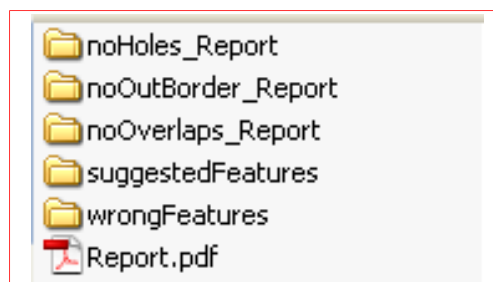 noHoles_Report
noOutBorder_Report
noOverlaps_Report
suggestedFeatures
wrongFeatures
Report.pdf